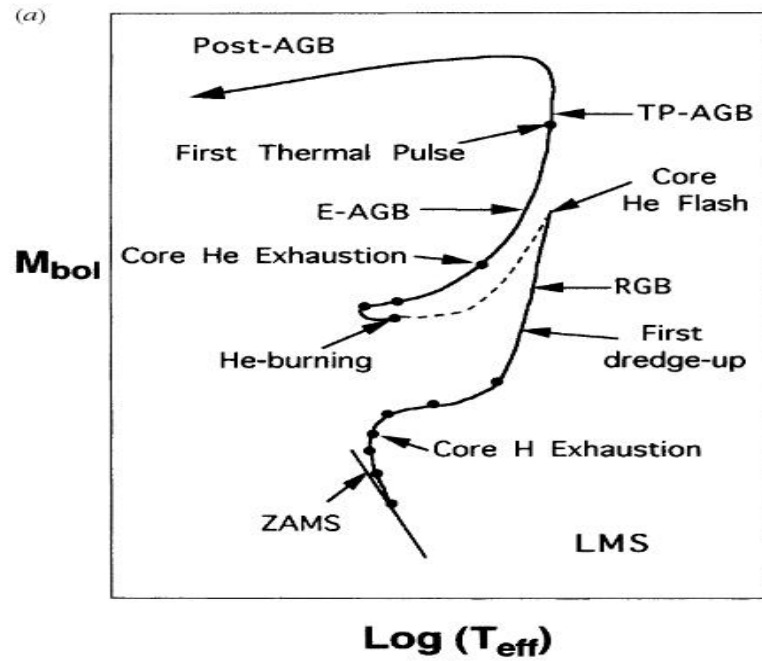 (a)
Post-AGB
TP-AGB
First Thermal Pulse
Core
He Flash
E-AGB
Core He Exhaustion
Mbol
RGB
He-burning
First
dredge-up
Core H Exhaustion
ZAMS
LMS
Log (Teff)